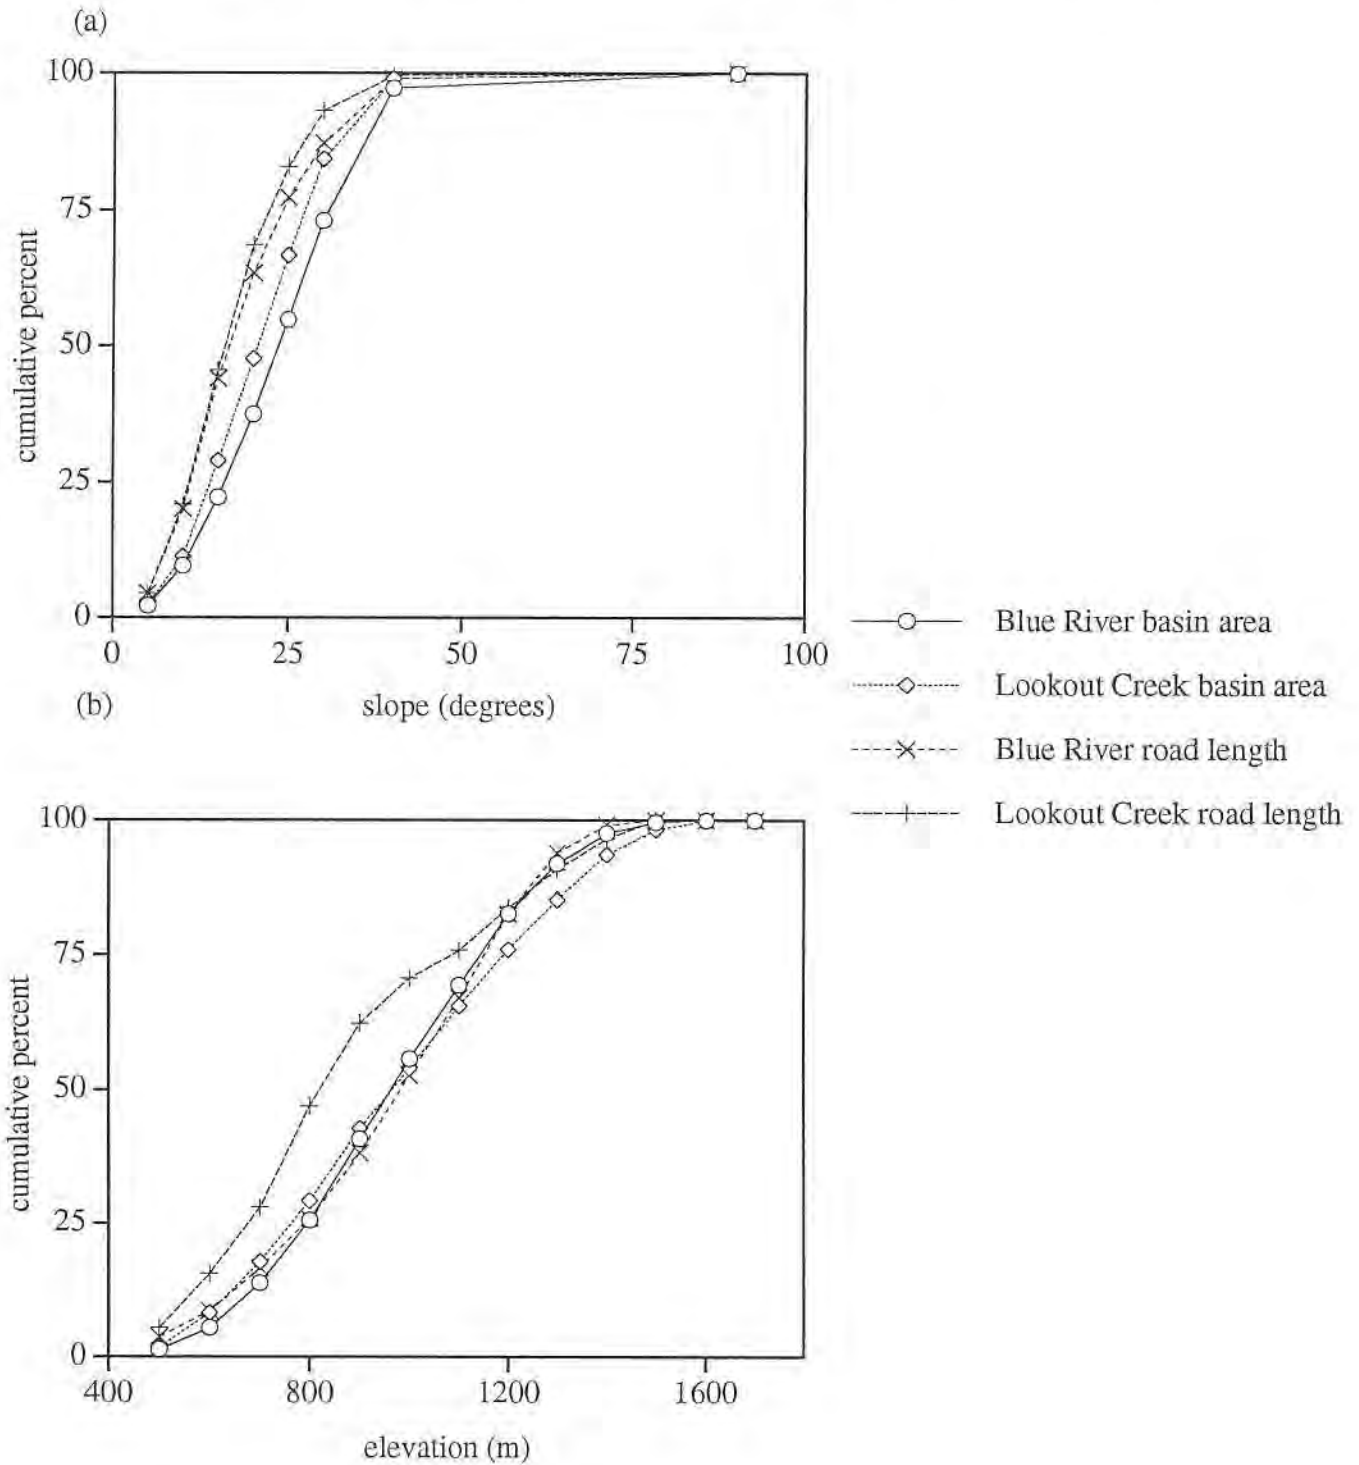 (a)
100
75
50
25
0
cumulative percent
0 25 50 75 100
slope (degrees)
Blue River basin area
Lookout Creek basin area
Blue River road length
Lookout Creek road length
(b)
100
75
50
25
0
cumulative percent
400 800 1200 1600
elevation (m)